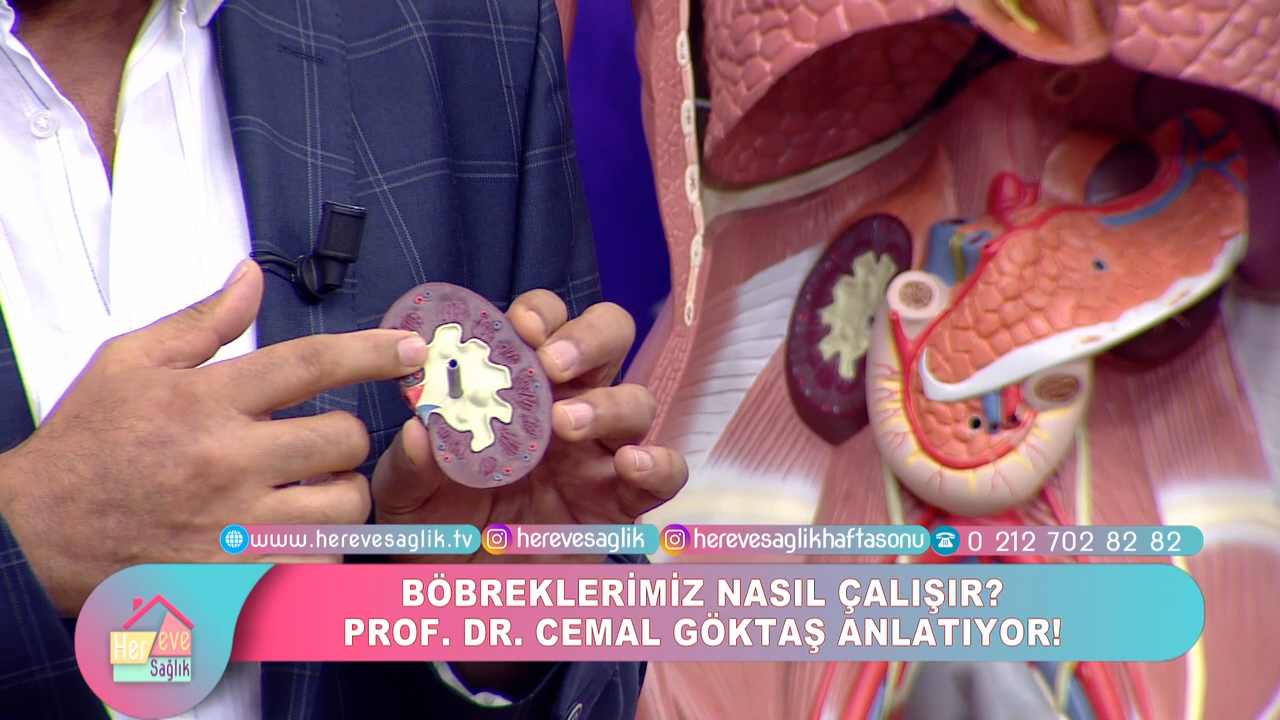 www.herevesaglik.tv herevesaglik herevesaglikhaftasonu 0 212 702 82 82
BÖBREKLERİMİZ NASIL ÇALIŞIR?
PROF. DR. CEMAL GÖKTAŞ ANLATIYOR!
Her eve
Sağlık